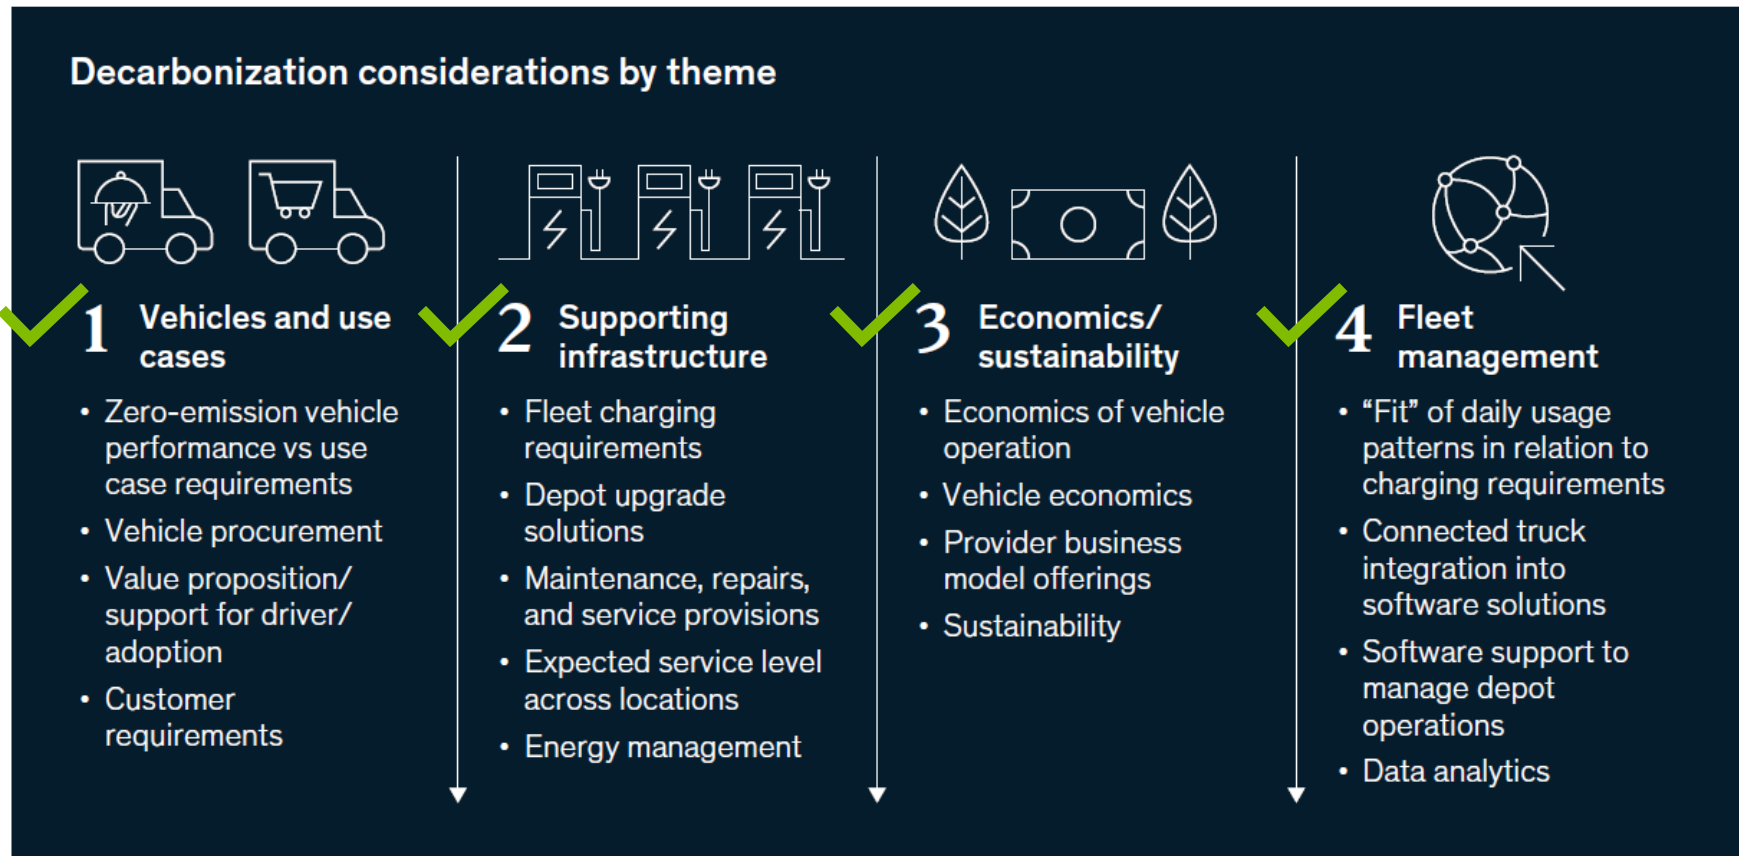 Decarbonization considerations by theme
1 Vehicles and use
cases
• Zero-emission vehicle
performance vs use
case requirements
• Vehicle procurement
• Value proposition/
support for driver/
adoption
• Customer
requirements
2 Supporting
infrastructure
• Fleet charging
requirements
• Depot upgrade
solutions
• Maintenance, repairs,
and service provisions
• Expected service level
across locations
• Energy management
3 Economics/
sustainability
• Economics of vehicle
operation
• Vehicle economics
• Provider business
model offerings
• Sustainability
4 Fleet
management
• “Fit” of daily usage
patterns in relation to
charging requirements
• Connected truck
integration into
software solutions
• Software support to
manage depot
operations
• Data analytics